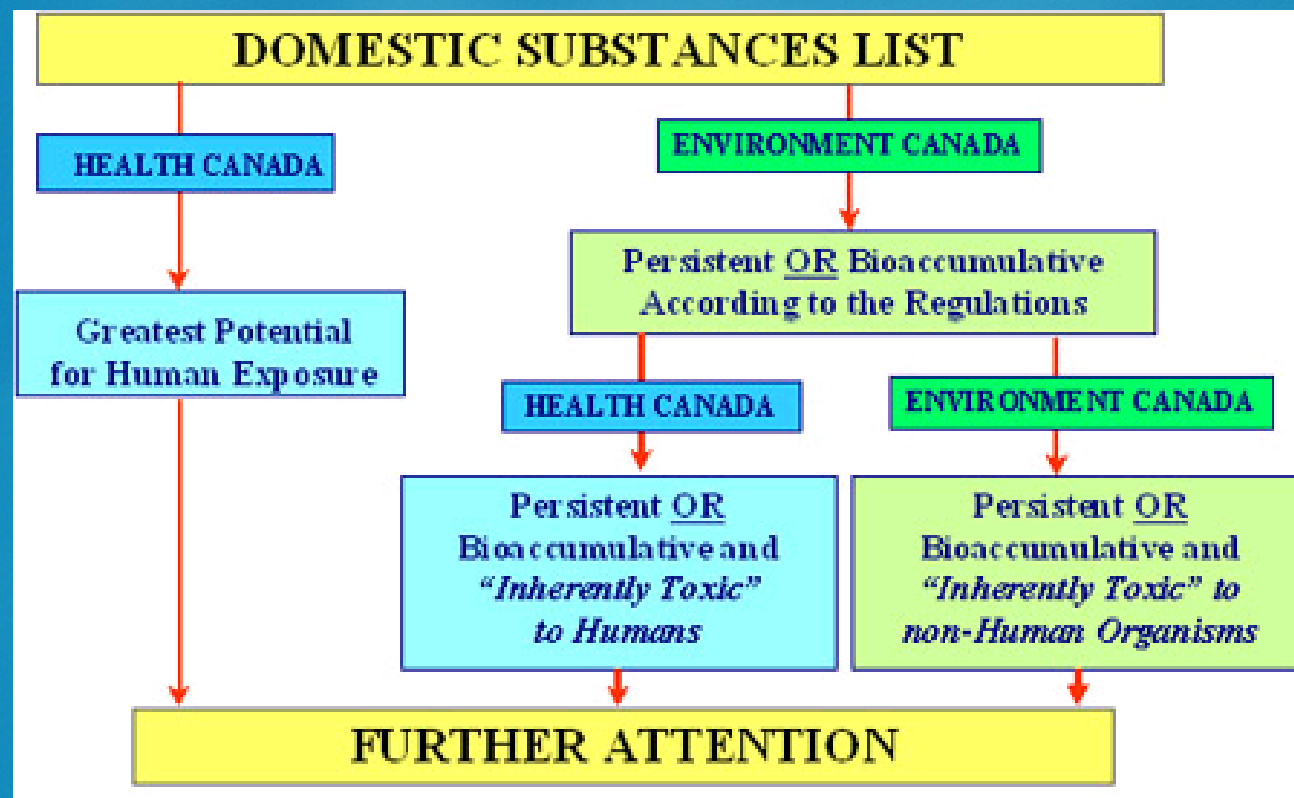 DOMESTIC SUBSTANCES LIST
HEALTH CANADA
ENVIRONMENT CANADA
Persistent OR Bioaccumulative
According to the Regulations
Greatest Potential
for Human Exposure
HEALTH CANADA
ENVIRONMENT CANADA
Persistent OR
Bioaccumulative and
“Inherently Toxic”
to Humans
Persistent OR
Bioaccumulative and
“Inherently Toxic” to
non-Human Organisms
FURTHER ATTENTION